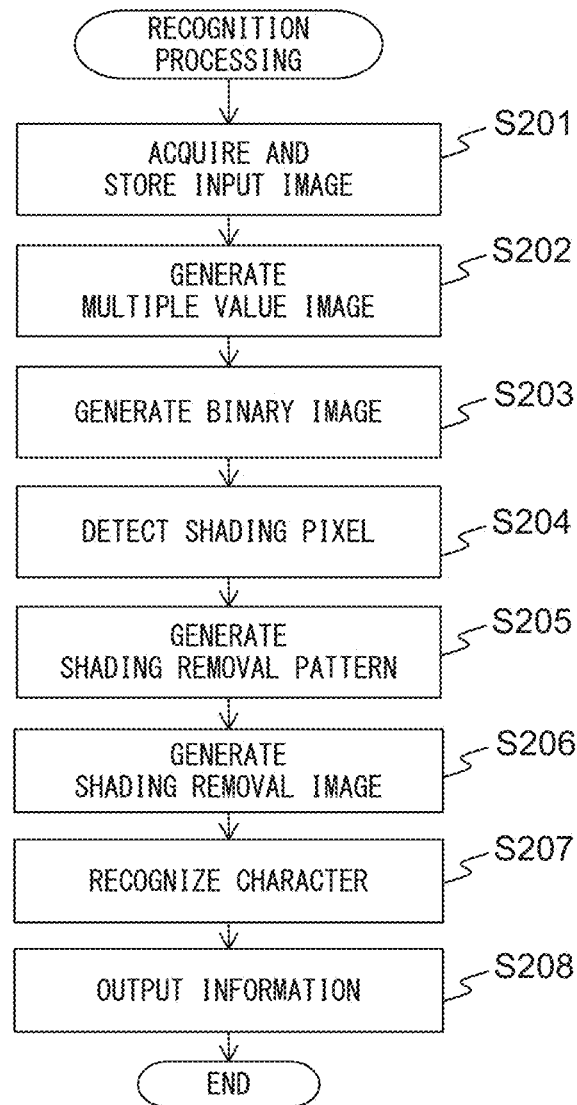 RECOGNITION
PROCESSING
S201
ACQUIRE AND
STORE INPUT IMAGE
S202
GENERATE
MULTIPLE VALUE IMAGE
S203
GENERATE BINARY IMAGE
S204
DETECT SHADING PIXEL
S205
GENERATE
SHADING REMOVAL PATTERN
S206
GENERATE
SHADING REMOVAL IMAGE
S207
RECOGNIZE CHARACTER
S208
OUTPUT INFORMATION
END